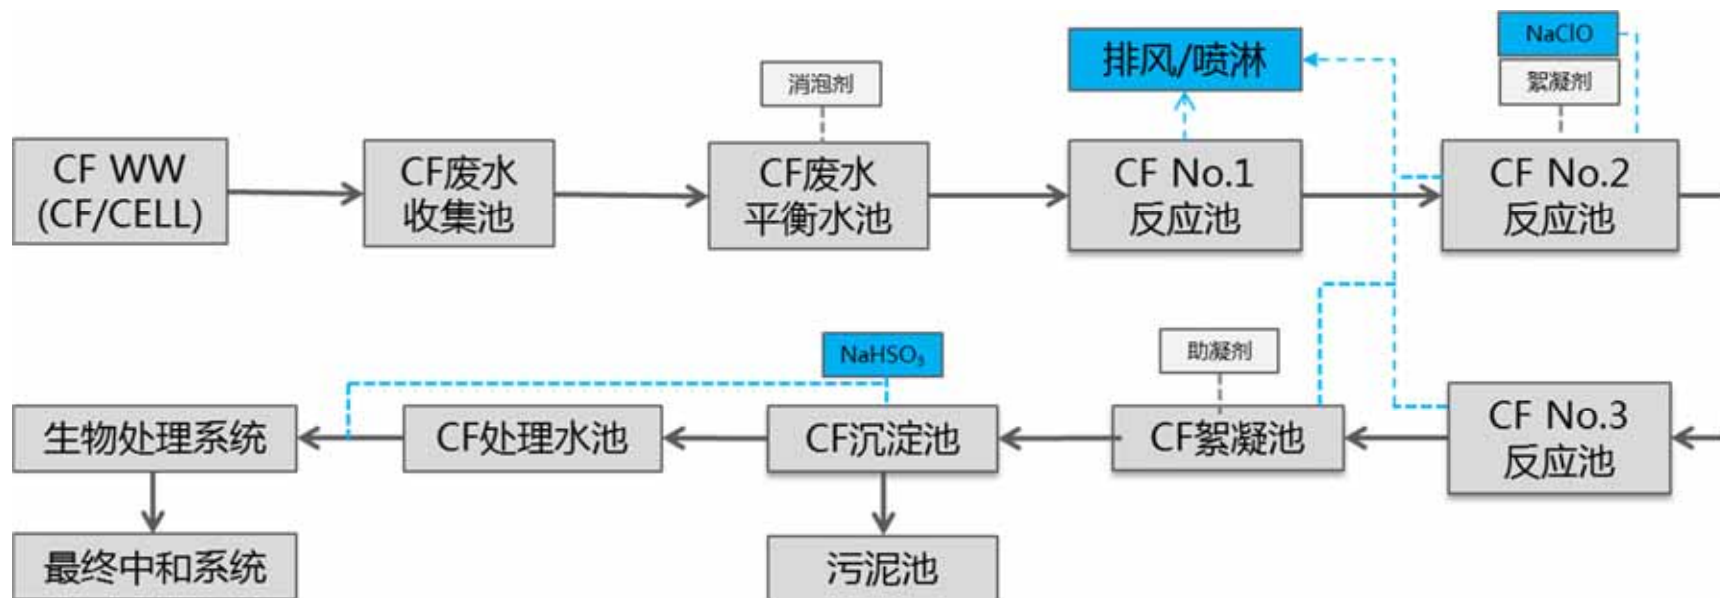 NaClO
排风/喷淋
消泡剂
絮凝剂
CF WW
(CF/CELL)
CF废水
收集池
CF废水
平衡水池
CF No.1
反应池
CF No.2
反应池
NaHSO₃
助凝剂
生物处理系统
CF处理水池
CF沉淀池
CF絮凝池
CF No.3
反应池
最终中和系统
污泥池